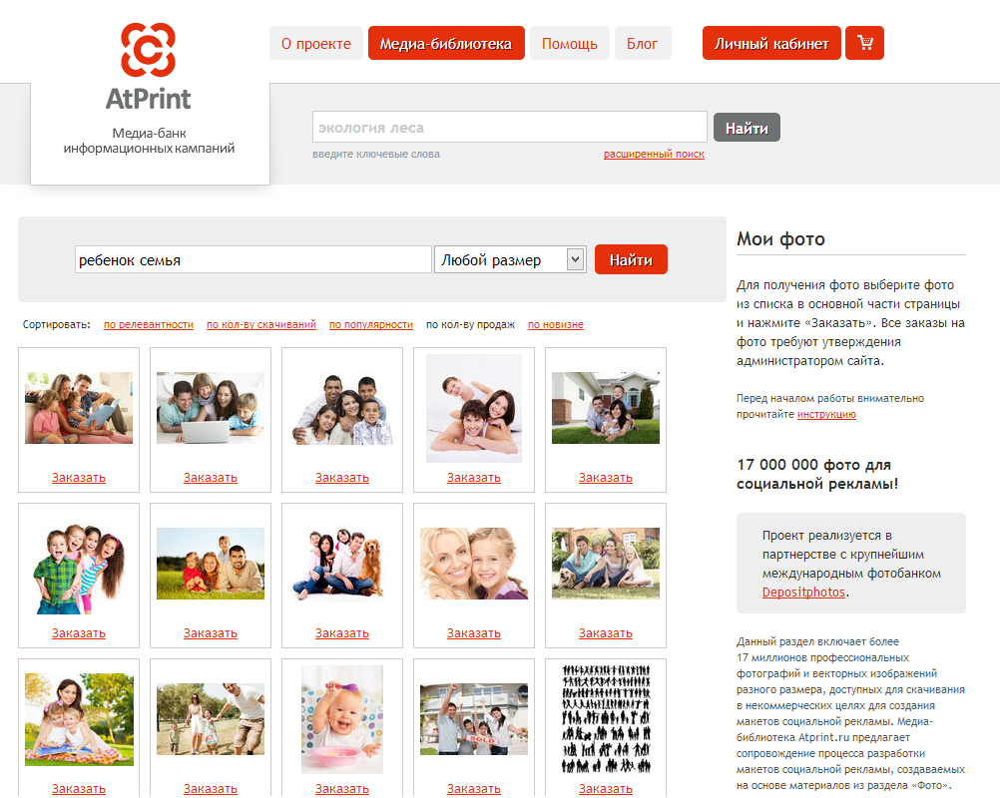 О проекте
Медиа-библиотека
Помощь
Блог
Личный кабинет
AtPrint
Медиа-банк
информационных кампаний
экология леса
Найти
введите ключевые слова
расширенный поиск
ребенок семья
Любой размер
Найти
Сортировать: по релевантности по кол-ву скачиваний по популярности по кол-ву продаж по новизне
Заказать Заказать Заказать Заказать Заказать
Заказать Заказать Заказать Заказать Заказать
SOLD
Заказать Заказать Заказать Заказать Заказать
Мои фото
Для получения фото выберите фото
из списка в основной части страницы
и нажмите «Заказать». Все заказы на
фото требуют утверждения
администратором сайта.
Перед началом работы внимательно
прочитайте инструкцию
17 000 000 фото для
социальной рекламы!
Проект реализуется в
партнерстве с крупнейшим
международным фотобанком
Depositphotos.
Данный раздел включает более
17 миллионов профессиональных
фотографий и векторных изображений
разного размера, доступных для скачивания
в некоммерческих целях для создания
макетов социальной рекламы. Медиа-
библиотека Atprint.ru предлагает
сопровождение процесса разработки
макетов социальной рекламы, создаваемых
на основе материалов из раздела «Фото».